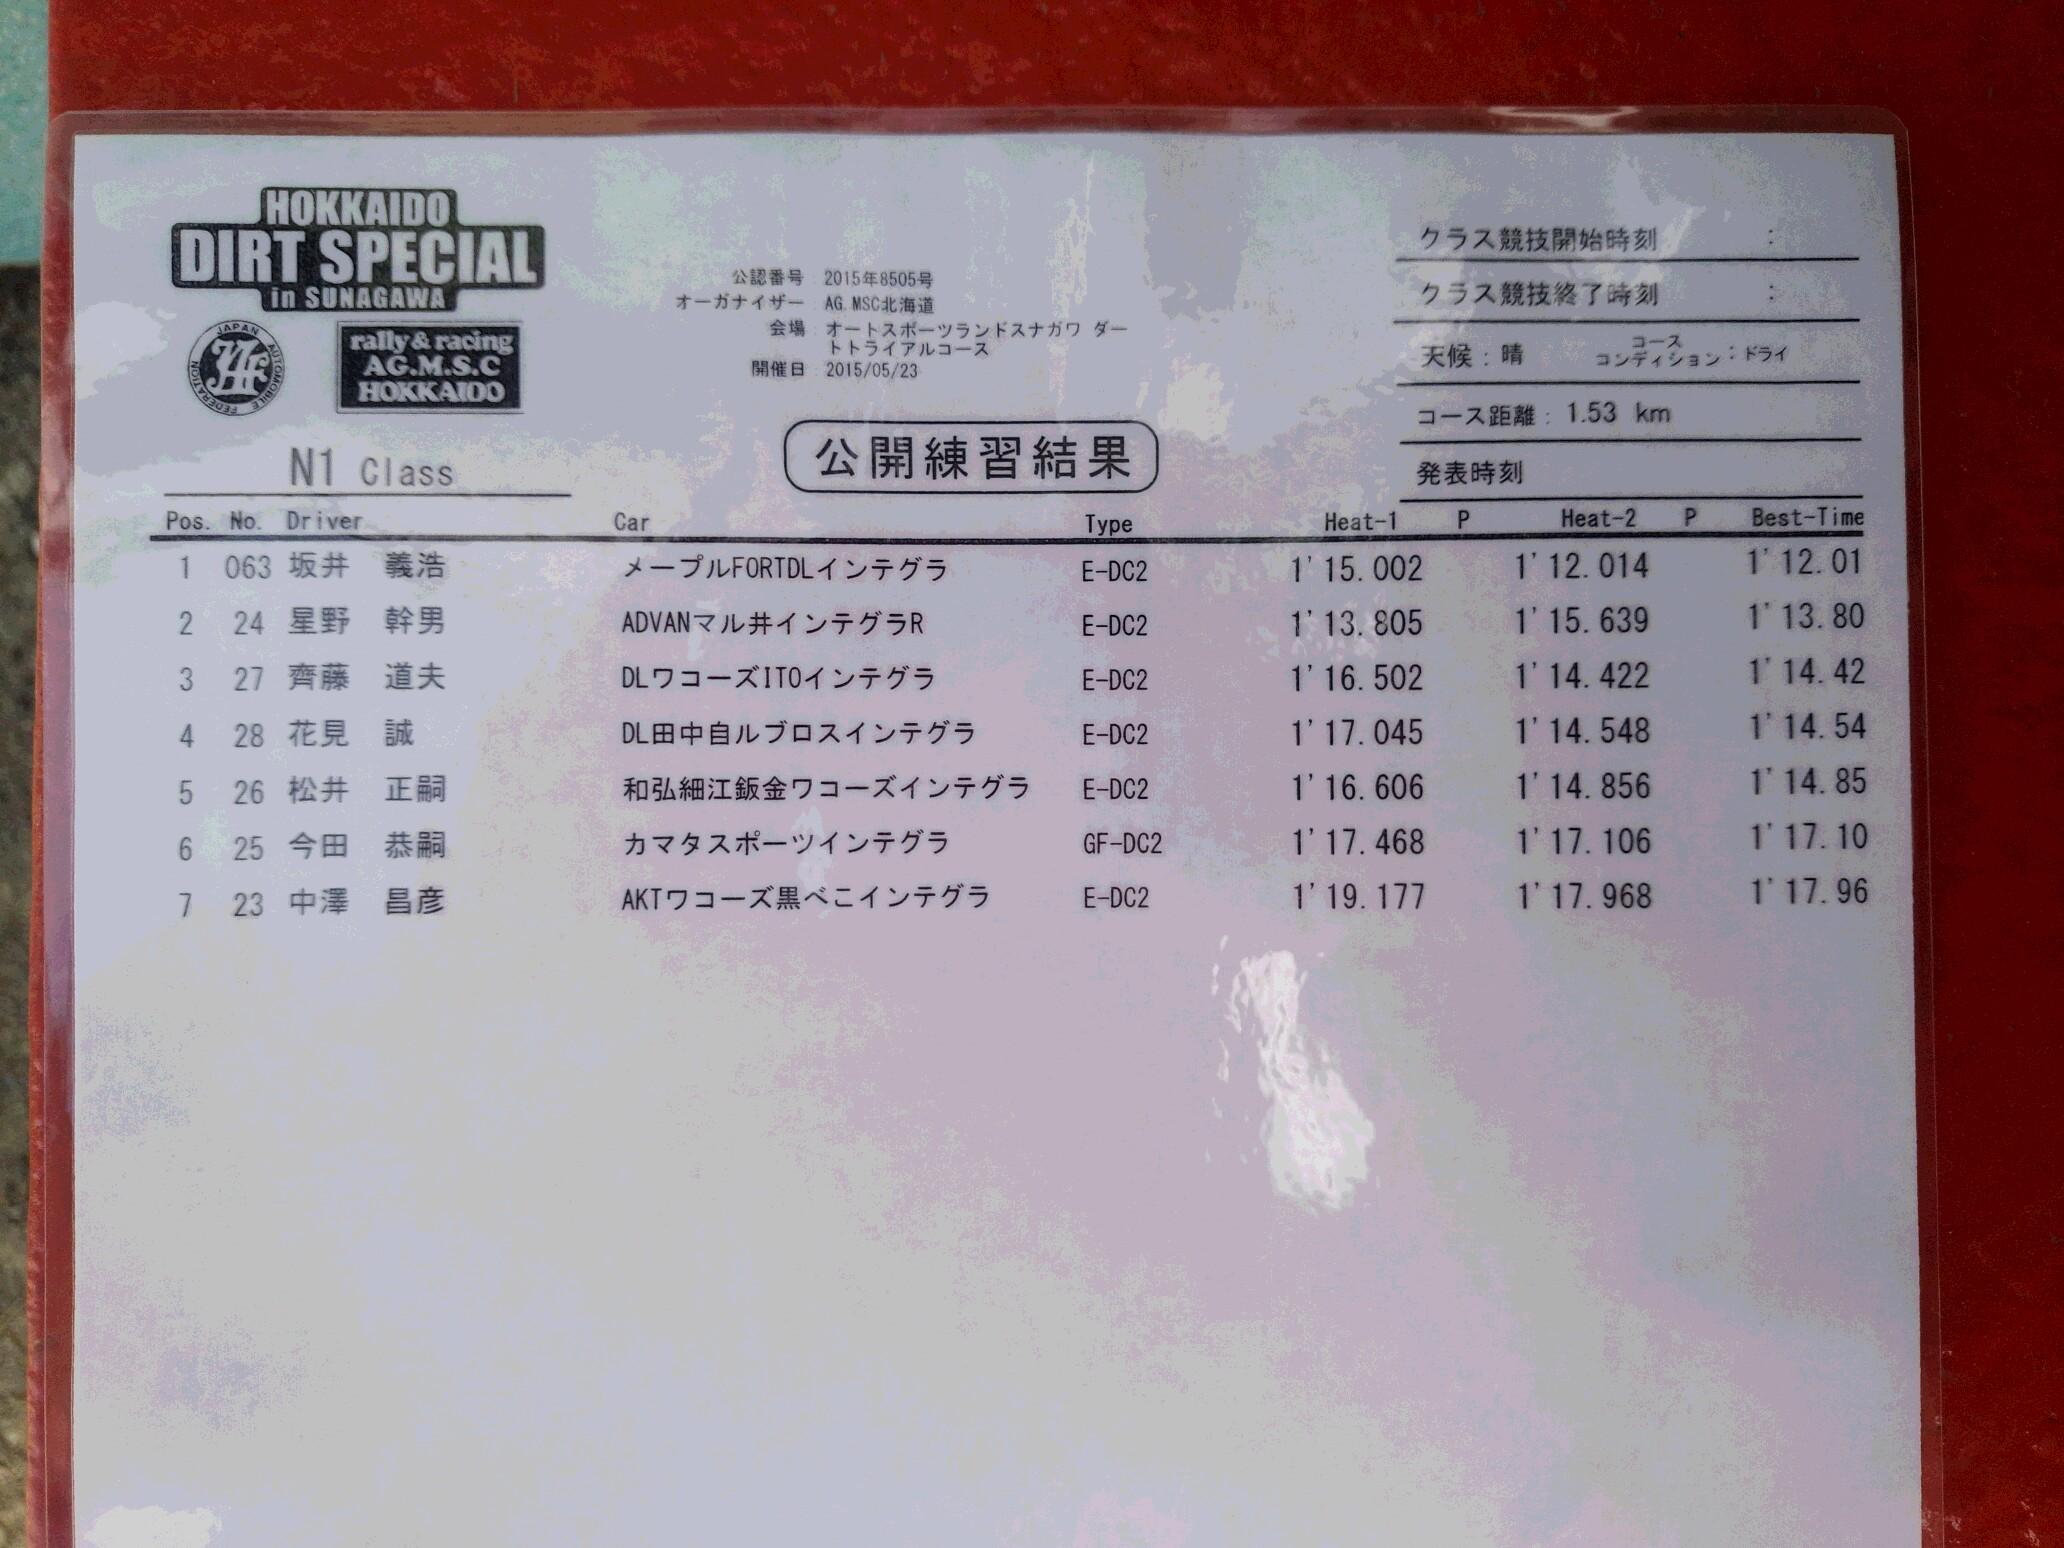 HOKKAIDO
DIRT SPECIAL
in SUNAGAWA
JAPAN AUTOMOBILE FEDERATION
JAF
rally & racing
AG.M.S.C
HOKKAIDO
公認番号 2015年8505号
オーガナイザー AG.MSC北海道
会場 オートスポーツランドスナガワ ダー
トトライアルコース
開催日 2015/05/23
クラス競技開始時刻 :
クラス競技終了時刻 :
天候:晴 コースコンディション:ドライ
コース距離: 1.53 km
発表時刻
公開練習結果
N1 Class
Pos. No. Driver Car Type Heat-1 P Heat-2 P Best-Time
1 063 坂井 義浩 メープルFORTDLインテグラ E-DC2 1'15.002 1'12.014 1'12.01
2 24 星野 幹男 ADVANマル井インテグラR E-DC2 1'13.805 1'15.639 1'13.80
3 27 齊藤 道夫 DLワコーズITOインテグラ E-DC2 1'16.502 1'14.422 1'14.42
4 28 花見 誠 DL田中自ルブロスインテグラ E-DC2 1'17.045 1'14.548 1'14.54
5 26 松井 正嗣 和弘細江鈑金ワコーズインテグラ E-DC2 1'16.606 1'14.856 1'14.85
6 25 今田 恭嗣 カマタスポーツインテグラ GF-DC2 1'17.468 1'17.106 1'17.10
7 23 中澤 昌彦 AKTワコーズ黒べこインテグラ E-DC2 1'19.177 1'17.968 1'17.96